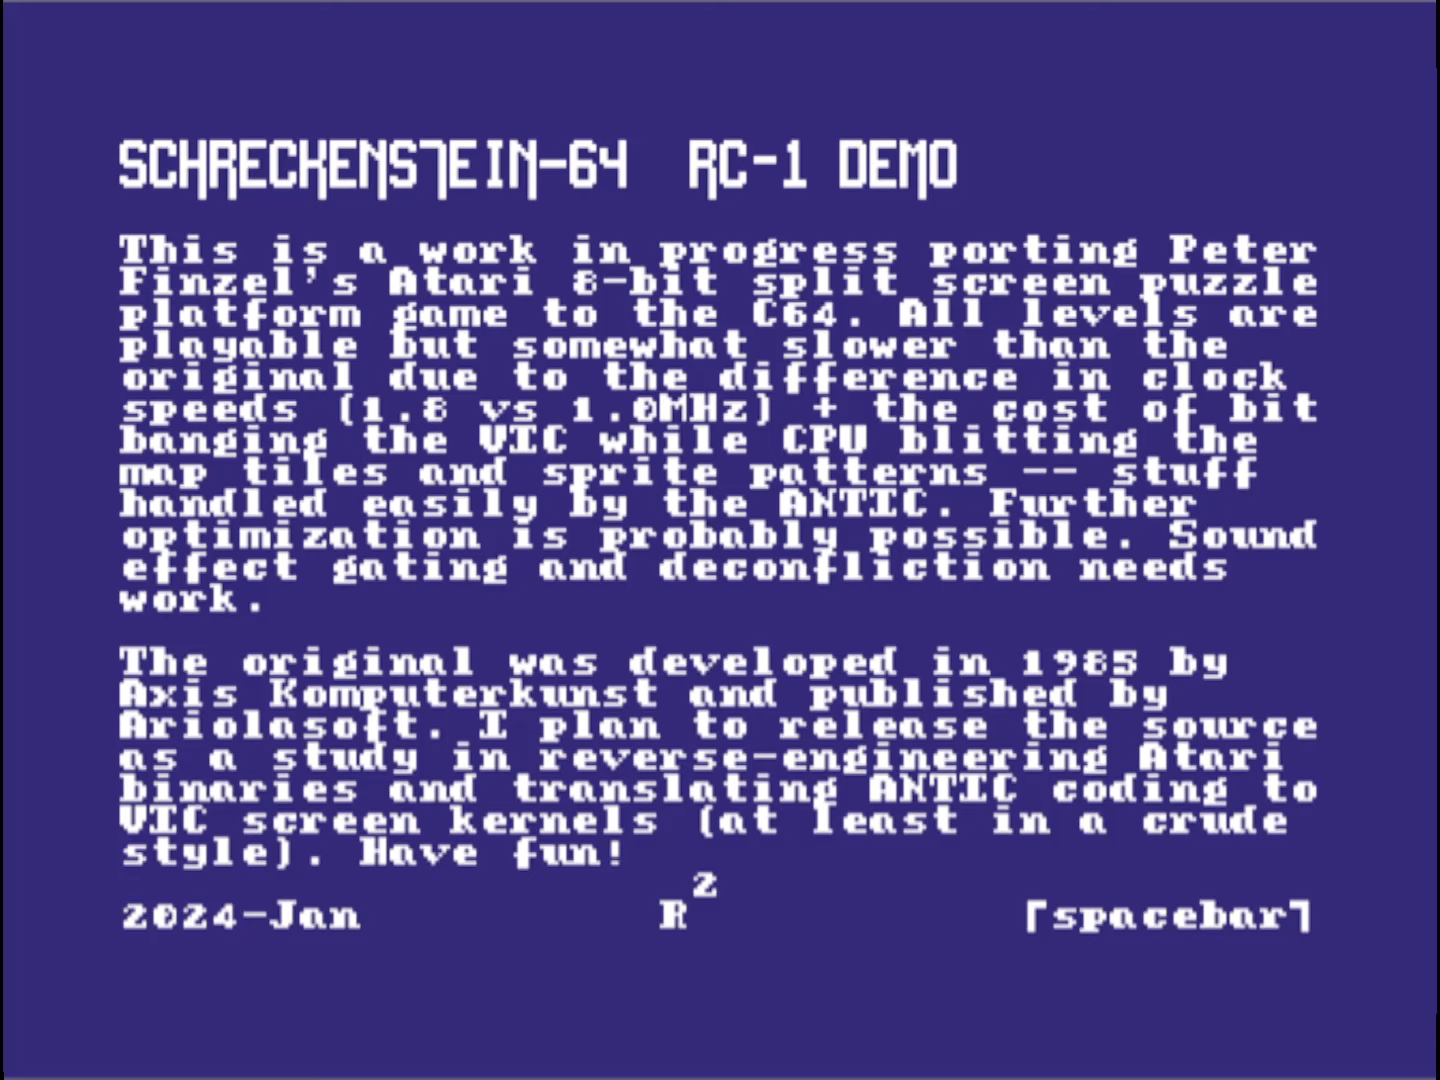 SCHRECKENSTEIN-64 RC-1 DEMO
This is a work in progress porting Peter
Finzel's Atari 8-bit split screen puzzle
platform game to the C64. All levels are
playable but somewhat slower than the
original due to the difference in clock
speeds (1.8 vs 1.0MHz) + the cost of bit
banging the VIC while CPU blitting the
map tiles and sprite patterns -- stuff
handled easily by the ANTIC. Further
optimization is probably possible. Sound
effect gating and deconfliction needs
work.
The original was developed in 1985 by
Axis Komputerkunst and published by
Ariolasoft. I plan to release the source
as a study in reverse-engineering Atari
binaries and translating ANTIC coding to
VIC screen kernels (at least in a crude
style). Have fun!
2024-Jan R² ⌈spacebar⌉